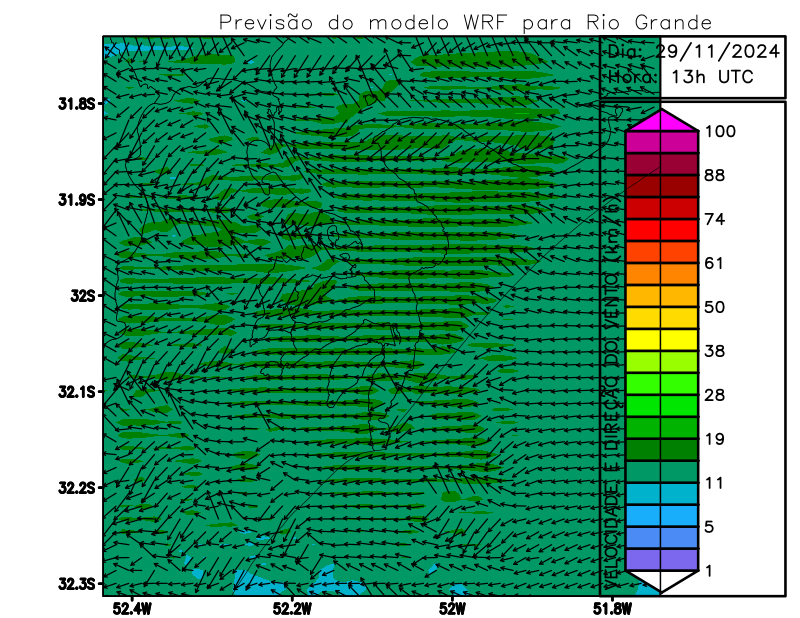 Previsão do modelo WRF para Rio Grande
Dia: 29/11/2024
Hora: 13h UTC
31.8S
31.9S
32S
32.1S
32.2S
32.3S
52.4W
52.2W
52W
51.8W
VELOCIDADE E DIREÇÃO DO VENTO (km/h)
100
88
74
61
50
38
28
19
11
5
1